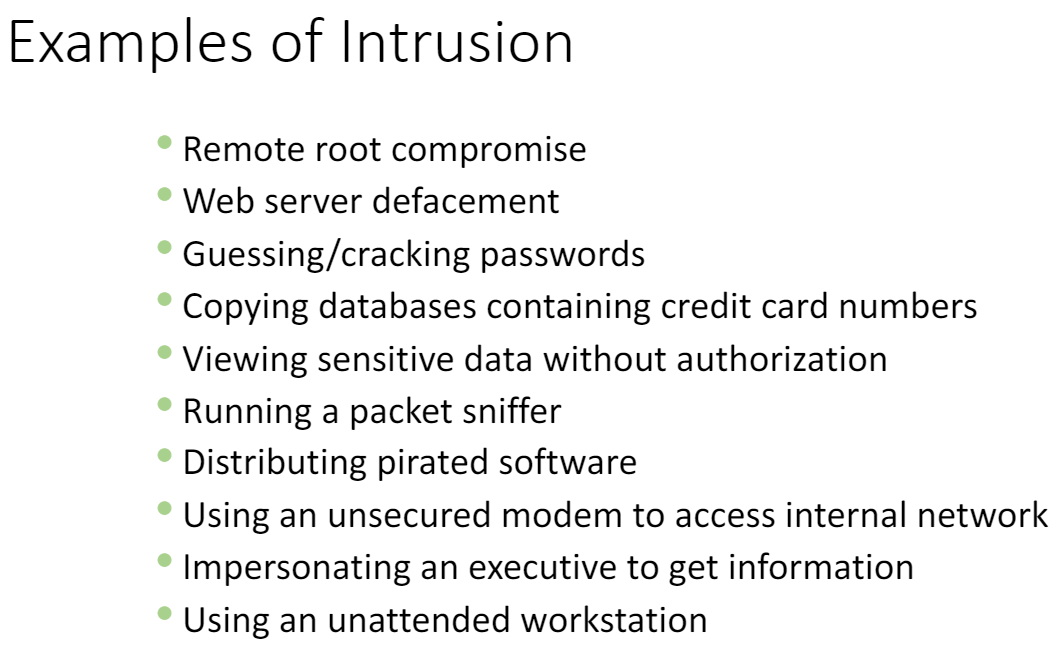 Examples of Intrusion
• Remote root compromise
• Web server defacement
• Guessing/cracking passwords
• Copying databases containing credit card numbers
• Viewing sensitive data without authorization
• Running a packet sniffer
• Distributing pirated software
• Using an unsecured modem to access internal network
• Impersonating an executive to get information
• Using an unattended workstation